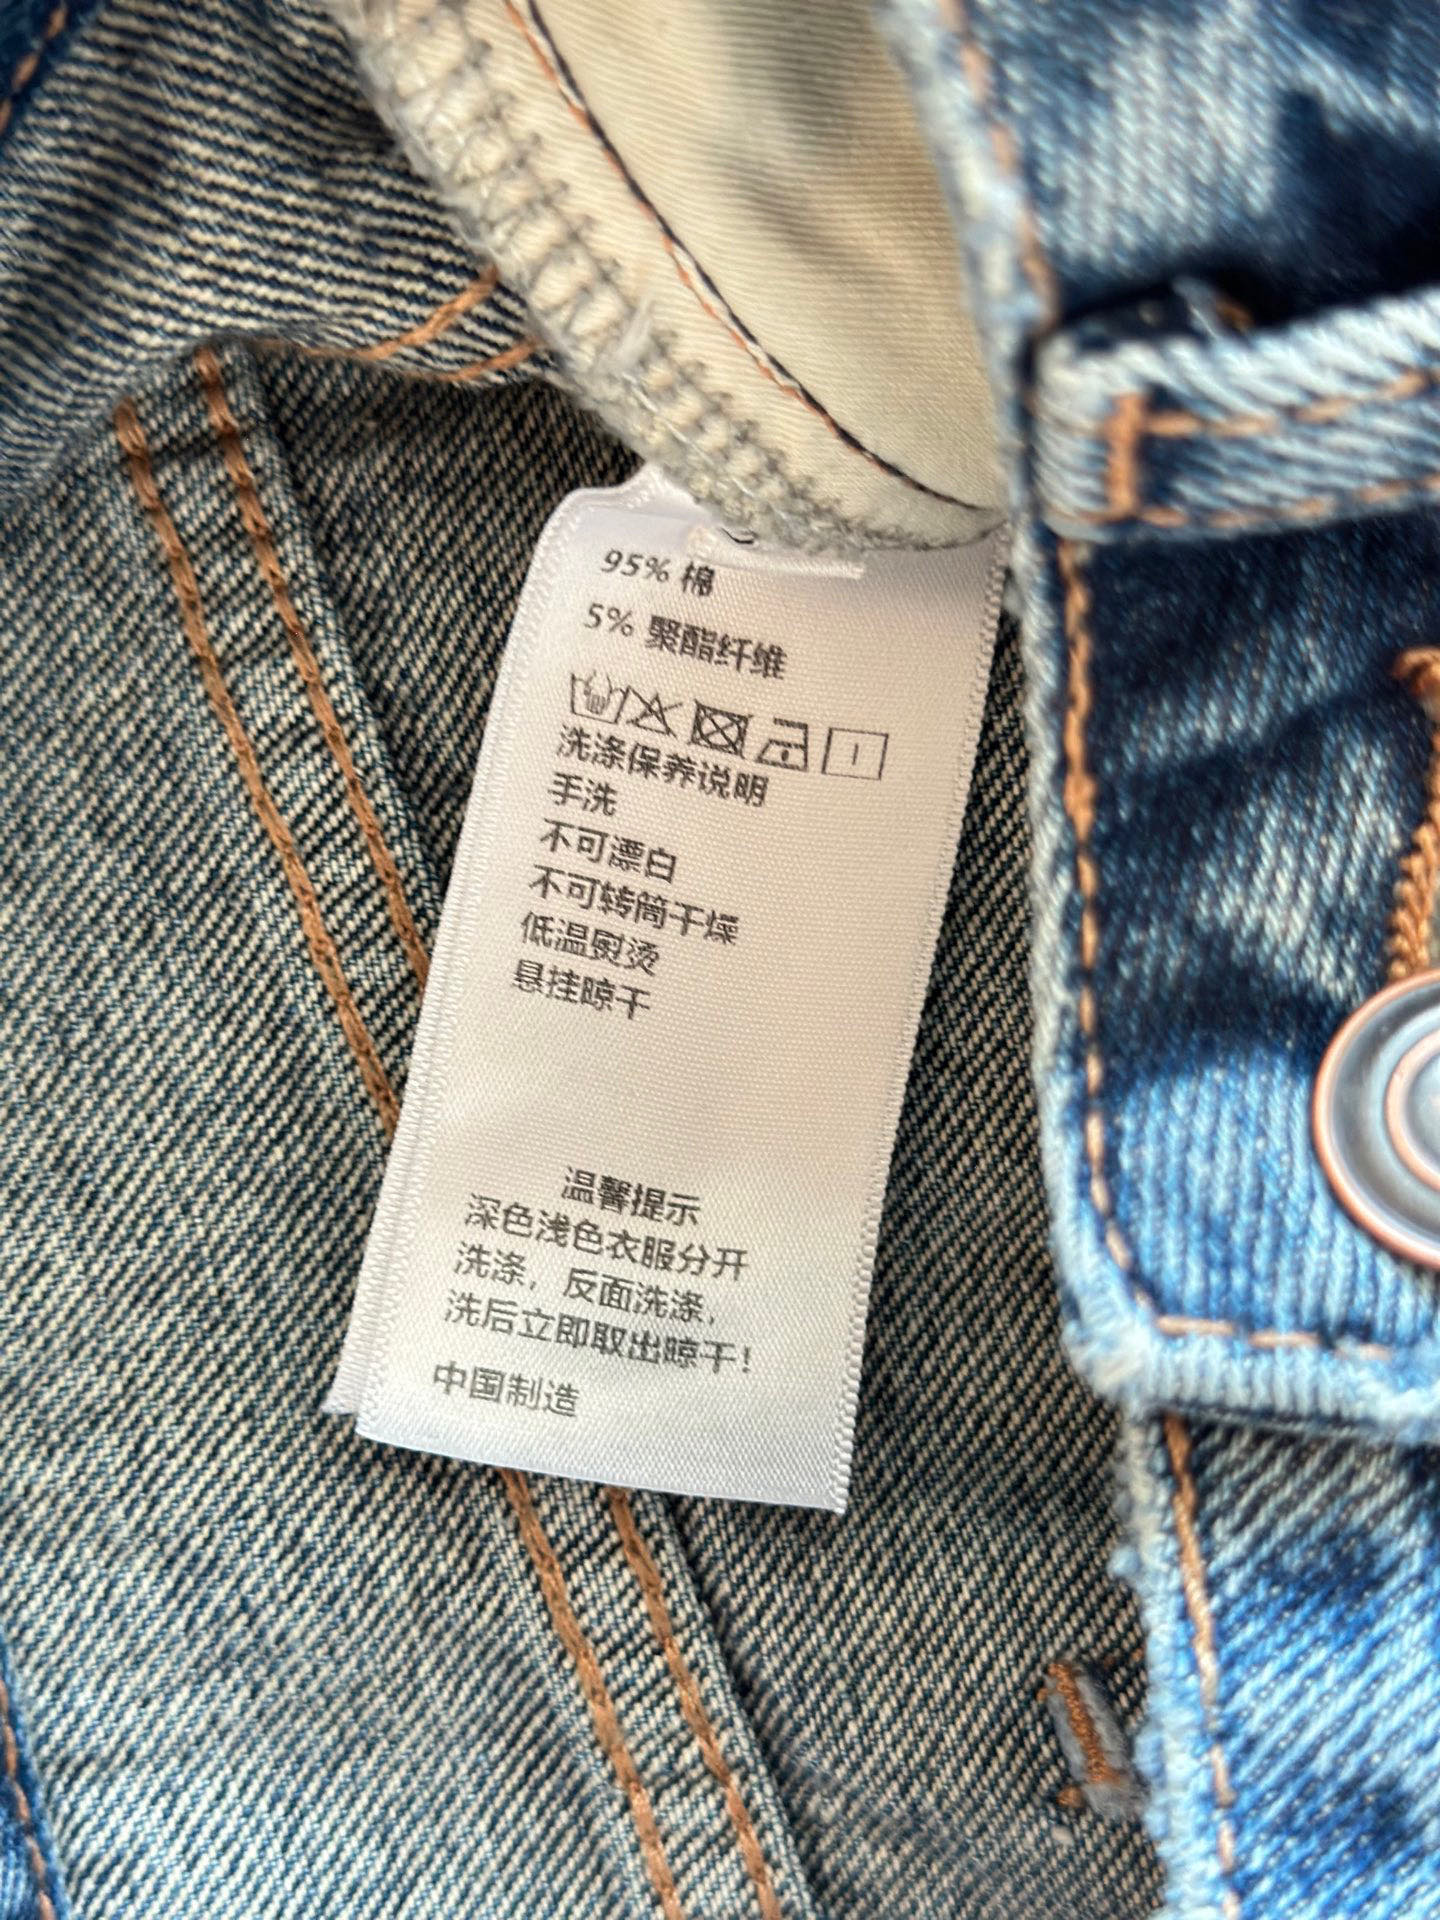 95% 棉
5% 聚酯纤维
洗涤保养说明
手洗
不可漂白
不可转筒干燥
低温熨烫
悬挂晾干
温馨提示
深色浅色衣服分开
洗涤，反面洗涤，
洗后立即取出晾干！
中国制造